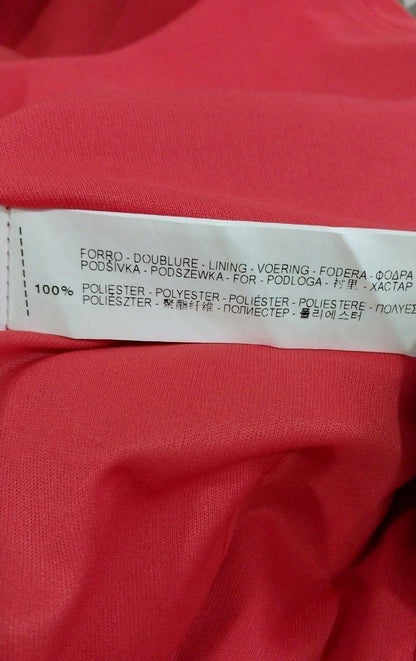 FORRO - DOUBLURE - LINING - VOERING - FODERA - ΦΟΔΡΑ
PODŠÍVKA - PODSZEWKA - FOR - PODLOGA - 衬里 - ХАСТАР
100% POLIESTER - POLYESTER - POLIÉSTER - POLIESTERE - ΠΟΛΥΕΣ
POLIÉSZTER - 聚酯纤维 - ПОЛИЕСТЕР - 폴리에스터